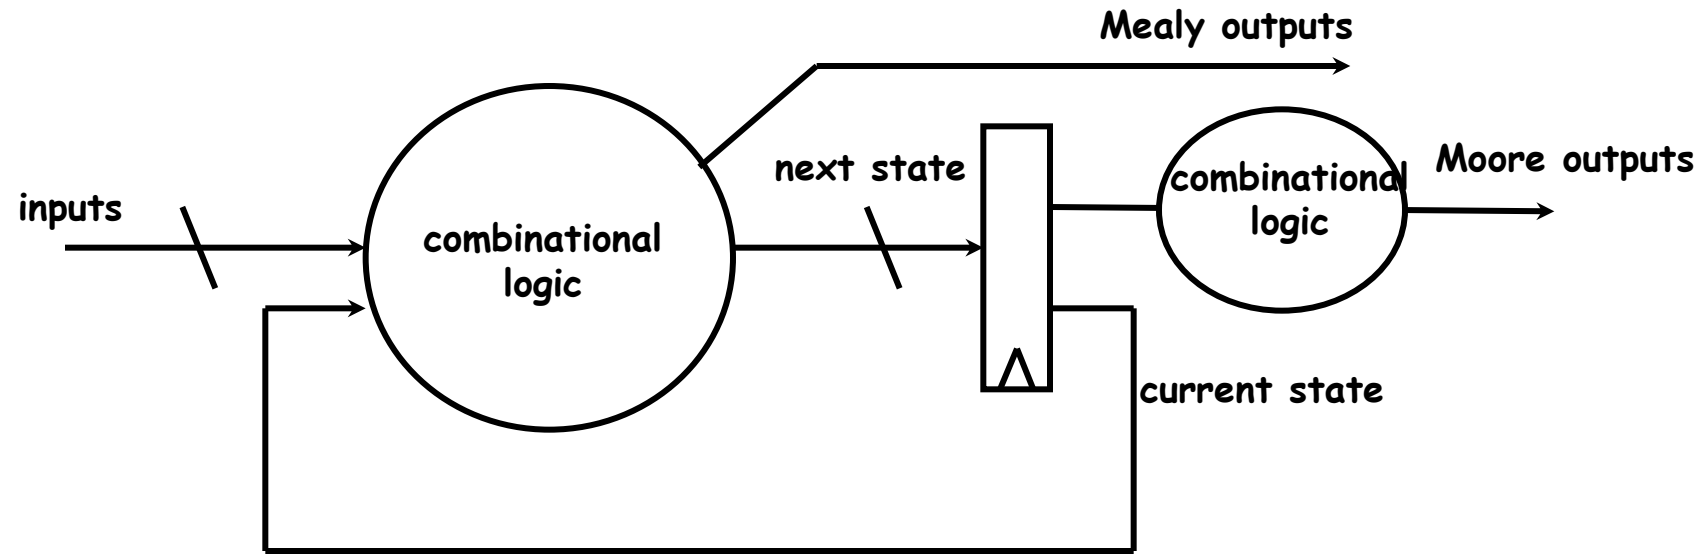 Mealy outputs
next state
combinational
logic
Moore outputs
inputs
combinational
logic
current state